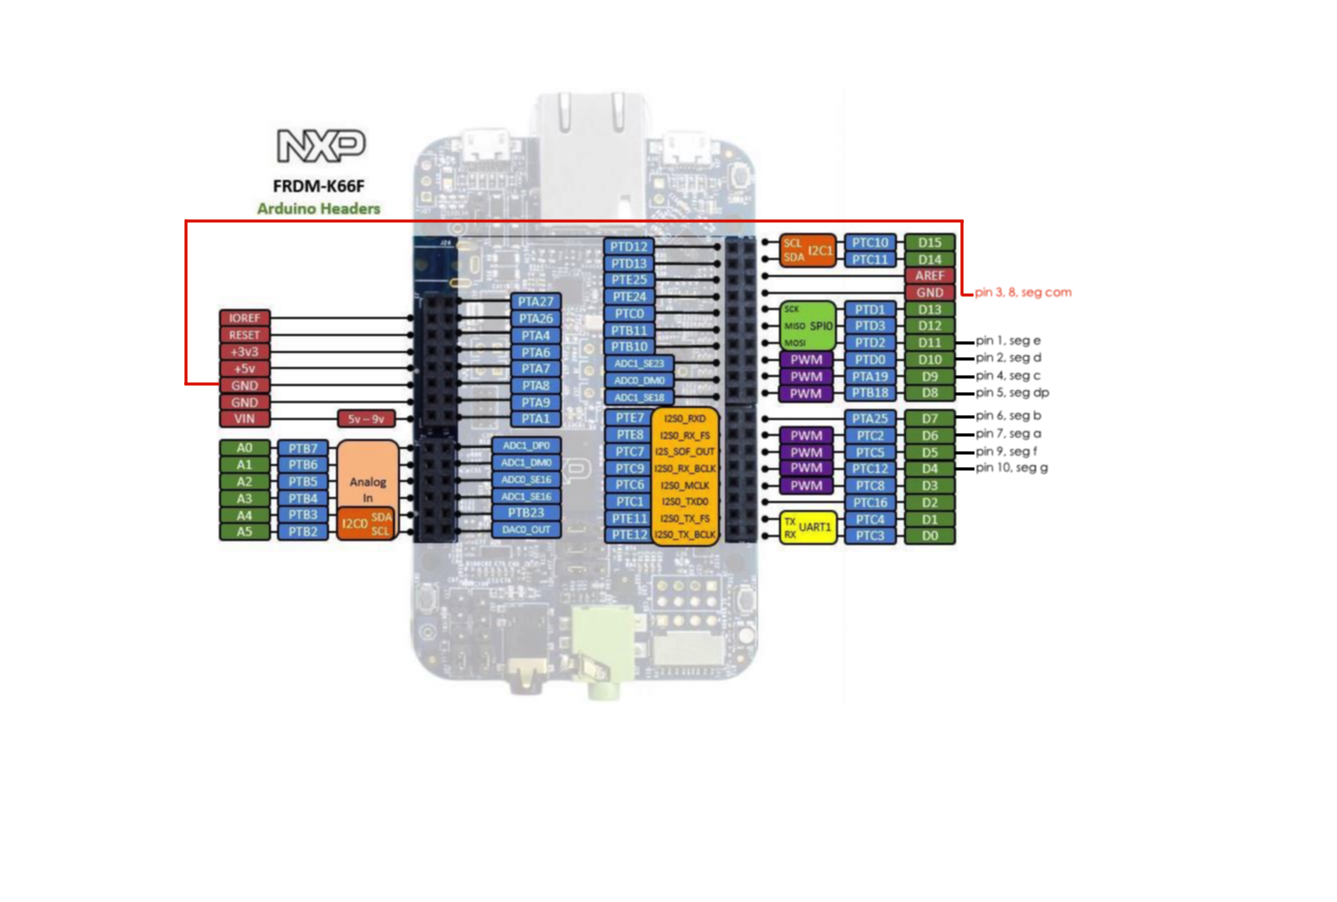 NXP
FRDM-K66F
Arduino Headers
J24
PTD12 SCL SDA I2C1 PTC10 D15
PTD13 PTC11 D14
PTE25 AREF
PTE24 GND pin 3, 8, seg com
PTA27 PTC0 SCK PTD1 D13
IOREF PTA26 PTB11 MISO SPI0 PTD3 D12
RESET PTA4 PTB10 MOSI PTD2 D11 pin 1, seg e
+3v3 PTA6 ADC1_SE23 PWM PTD0 D10 pin 2, seg d
+5v PTA7 ADC0_DM0 PWM PTA19 D9 pin 4, seg c
GND PTA8 ADC1_SE18 PWM PTB18 D8 pin 5, seg dp
GND PTA9
VIN 5v – 9v PTA1 PTE7 I2S0_RXD PTA25 D7 pin 6, seg b
PTE8 I2S0_RX_FS PWM PTC2 D6 pin 7, seg a
A0 PTB7 ADC1_DP0 PTC7 I2S_SOF_OUT PWM PTC5 D5 pin 9, seg f
A1 PTB6 ADC1_DM0 PTC9 I2S0_RX_BCLK PWM PTC12 D4 pin 10, seg g
A2 PTB5 Analog In ADC0_SE16 PTC6 I2S0_MCLK PWM PTC8 D3
A3 PTB4 ADC1_SE16 PTC1 I2S0_TXD0 PTC16 D2
A4 PTB3 I2C0 SDA PTB23 PTE11 I2S0_TX_FS TX UART1 PTC4 D1
A5 PTB2 SCL DAC0_OUT PTE12 I2S0_TX_BCLK RX PTC3 D0